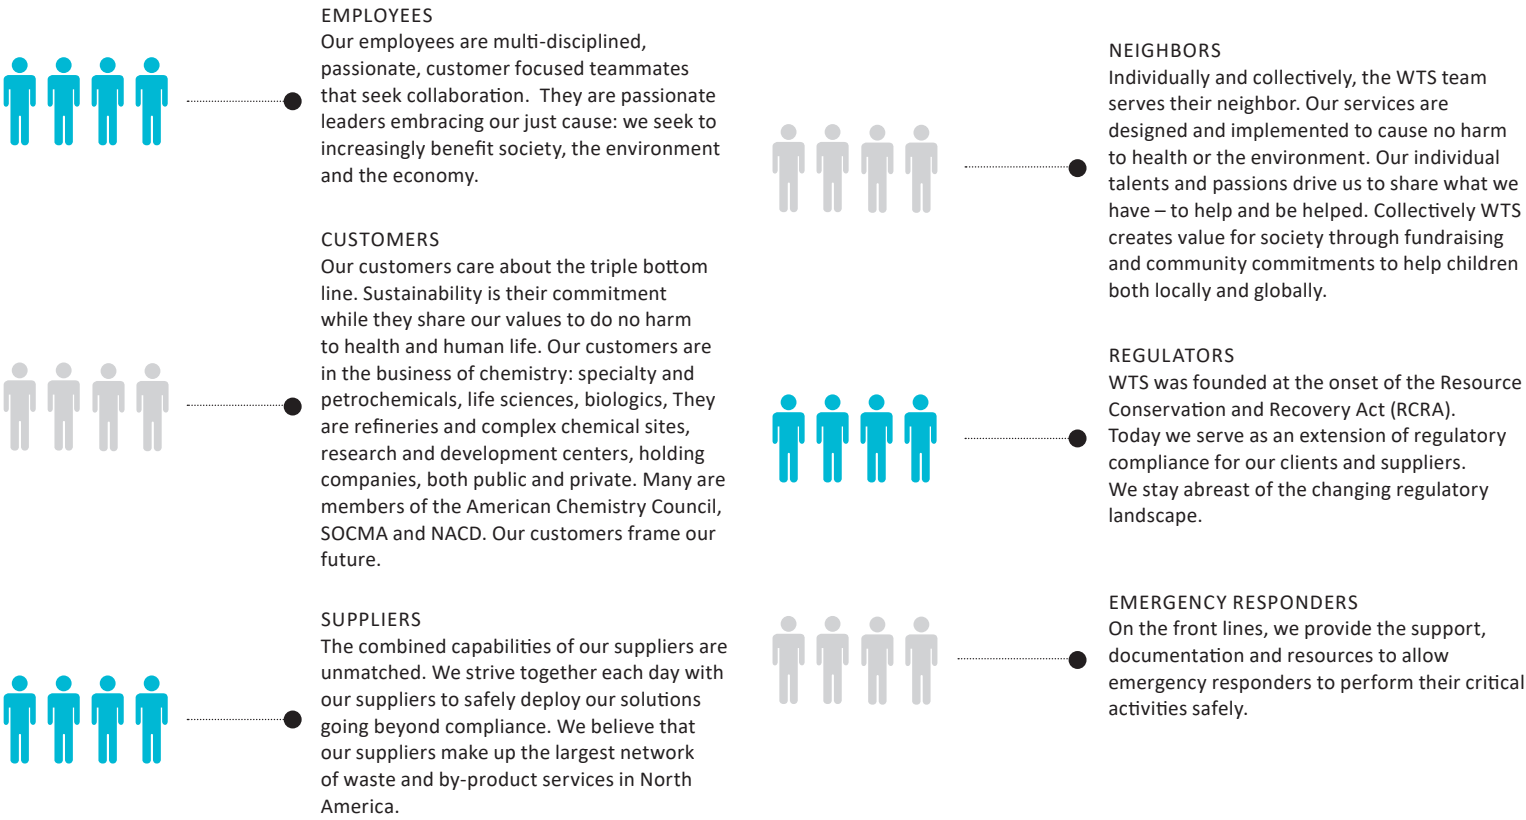 EMPLOYEES
Our employees are multi-disciplined,
passionate, customer focused teammates
that seek collaboration.  They are passionate
leaders embracing our just cause: we seek to
increasingly benefit society, the environment
and the economy.
CUSTOMERS
Our customers care about the triple bottom
line. Sustainability is their commitment
while they share our values to do no harm
to health and human life. Our customers are
in the business of chemistry: specialty and
petrochemicals, life sciences, biologics, They
are refineries and complex chemical sites,
research and development centers, holding
companies, both public and private. Many are
members of the American Chemistry Council,
SOCMA and NACD. Our customers frame our
future.
SUPPLIERS
The combined capabilities of our suppliers are
unmatched. We strive together each day with
our suppliers to safely deploy our solutions
going beyond compliance. We believe that
our suppliers make up the largest network
of waste and by-product services in North
America.
NEIGHBORS
Individually and collectively, the WTS team
serves their neighbor. Our services are
designed and implemented to cause no harm
to health or the environment. Our individual
talents and passions drive us to share what we
have – to help and be helped. Collectively WTS
creates value for society through fundraising
and community commitments to help children
both locally and globally.
REGULATORS
WTS was founded at the onset of the Resource
Conservation and Recovery Act (RCRA).
Today we serve as an extension of regulatory
compliance for our clients and suppliers.
We stay abreast of the changing regulatory
landscape.
EMERGENCY RESPONDERS
On the front lines, we provide the support,
documentation and resources to allow
emergency responders to perform their critical
activities safely.